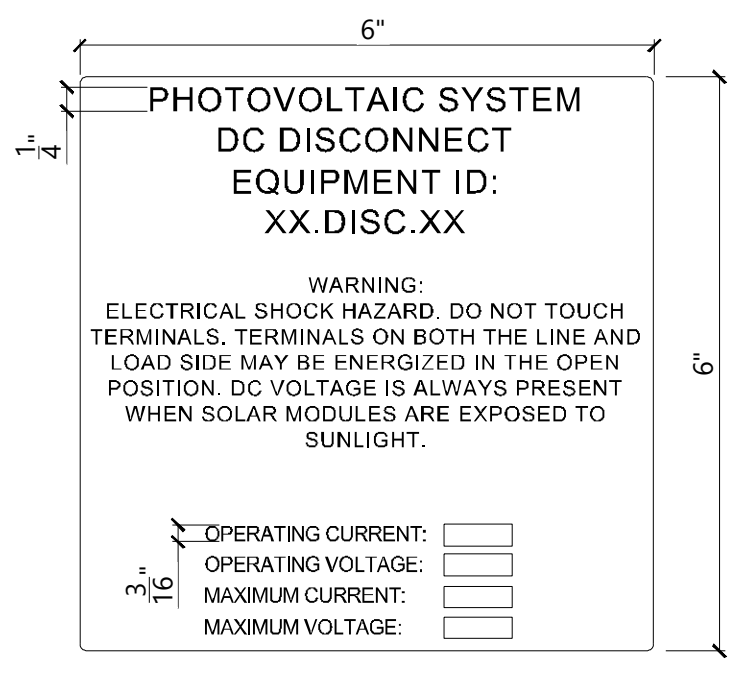 6"
PHOTOVOLTAIC SYSTEM
1/4"
DC DISCONNECT
EQUIPMENT ID:
XX.DISC.XX
WARNING:
ELECTRICAL SHOCK HAZARD. DO NOT TOUCH
TERMINALS. TERMINALS ON BOTH THE LINE AND
LOAD SIDE MAY BE ENERGIZED IN THE OPEN
POSITION. DC VOLTAGE IS ALWAYS PRESENT
WHEN SOLAR MODULES ARE EXPOSED TO
SUNLIGHT.
6"
OPERATING CURRENT:
OPERATING VOLTAGE:
3/16"
MAXIMUM CURRENT:
MAXIMUM VOLTAGE: